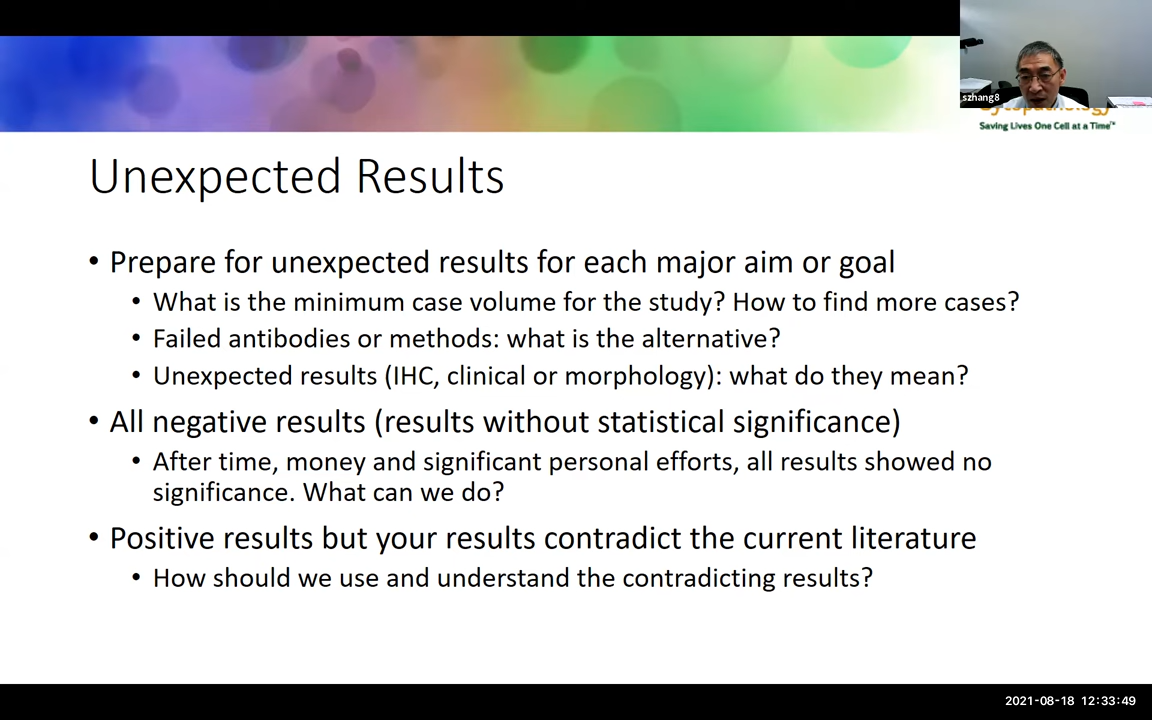 szhang8
Saving Lives One Cell at a Time™
Unexpected Results
• Prepare for unexpected results for each major aim or goal
• What is the minimum case volume for the study? How to find more cases?
• Failed antibodies or methods: what is the alternative?
• Unexpected results (IHC, clinical or morphology): what do they mean?
• All negative results (results without statistical significance)
• After time, money and significant personal efforts, all results showed no
significance. What can we do?
• Positive results but your results contradict the current literature
• How should we use and understand the contradicting results?
2021-08-18 12:33:49